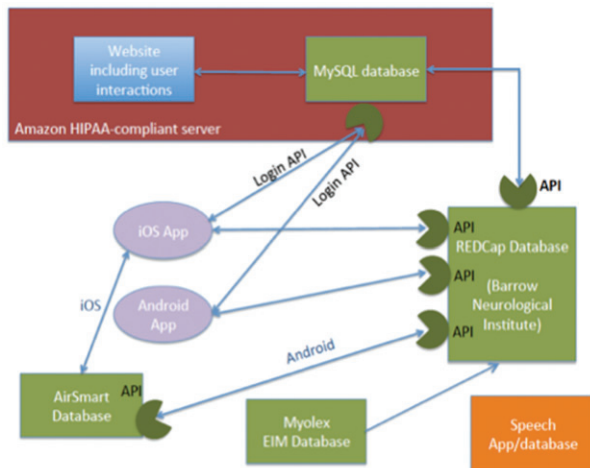 Website
including user
interactions
MySQL database
Amazon HIPAA-compliant server
Login API
Login API
API
iOS App
API
REDCap Database
Android
App
API
(Barrow
Neurological
Institute)
iOS
API
Android
AirSmart
Database
API
Myolex
EIM Database
Speech
App/database